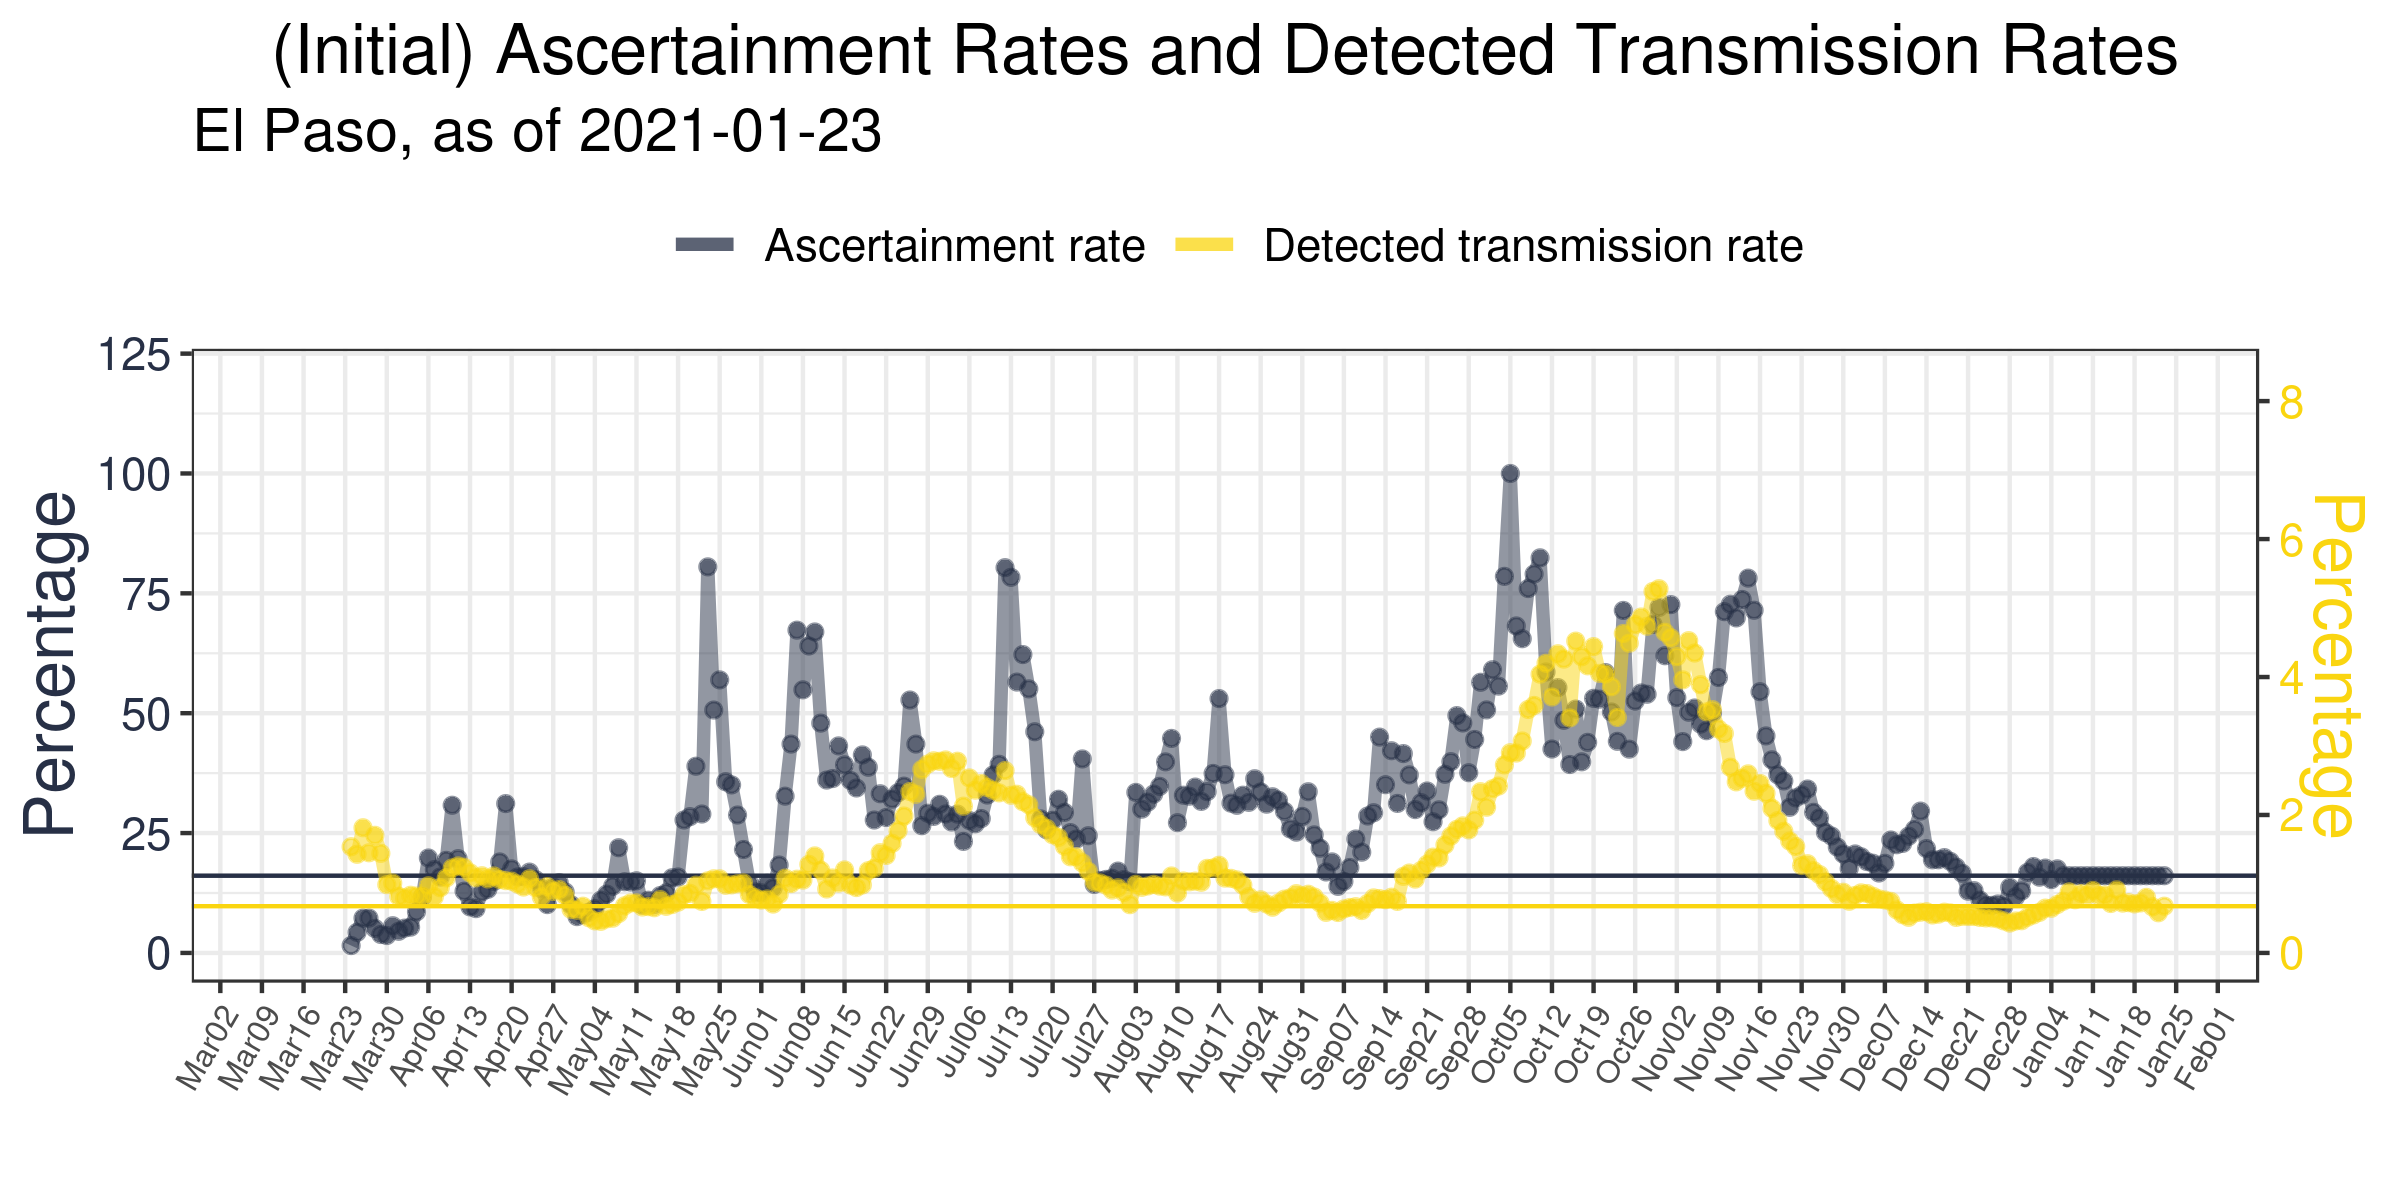 (Initial) Ascertainment Rates and Detected Transmission Rates
El Paso, as of 2021-01-23
Ascertainment rate
Detected transmission rate
Percentage
125
100
75
50
25
0
8
6
4
2
0
Percentage
Mar02
Mar09
Mar16
Mar23
Mar30
Apr06
Apr13
Apr20
Apr27
May04
May11
May18
May25
Jun01
Jun08
Jun15
Jun22
Jun29
Jul06
Jul13
Jul20
Jul27
Aug03
Aug10
Aug17
Aug24
Aug31
Sep07
Sep14
Sep21
Sep28
Oct05
Oct12
Oct19
Oct26
Nov02
Nov09
Nov16
Nov23
Nov30
Dec07
Dec14
Dec21
Dec28
Jan04
Jan11
Jan18
Jan25
Feb01